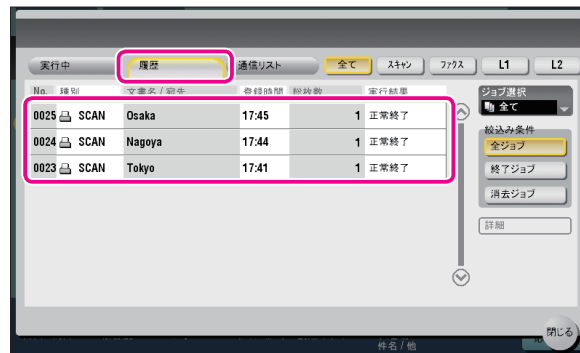 実行中 履歴 通信リスト 全て スキャン ファクス L1 L2
No. 種別 文書名 / 宛先 登録時間 総枚数 実行結果 ジョブ選択
全て
0025 SCAN Osaka 17:45 1 正常終了
絞込み条件
全ジョブ
0024 SCAN Nagoya 17:44 1 正常終了
終了ジョブ
0023 SCAN Tokyo 17:41 1 正常終了
消去ジョブ
詳細
閉じる
件名 / 他